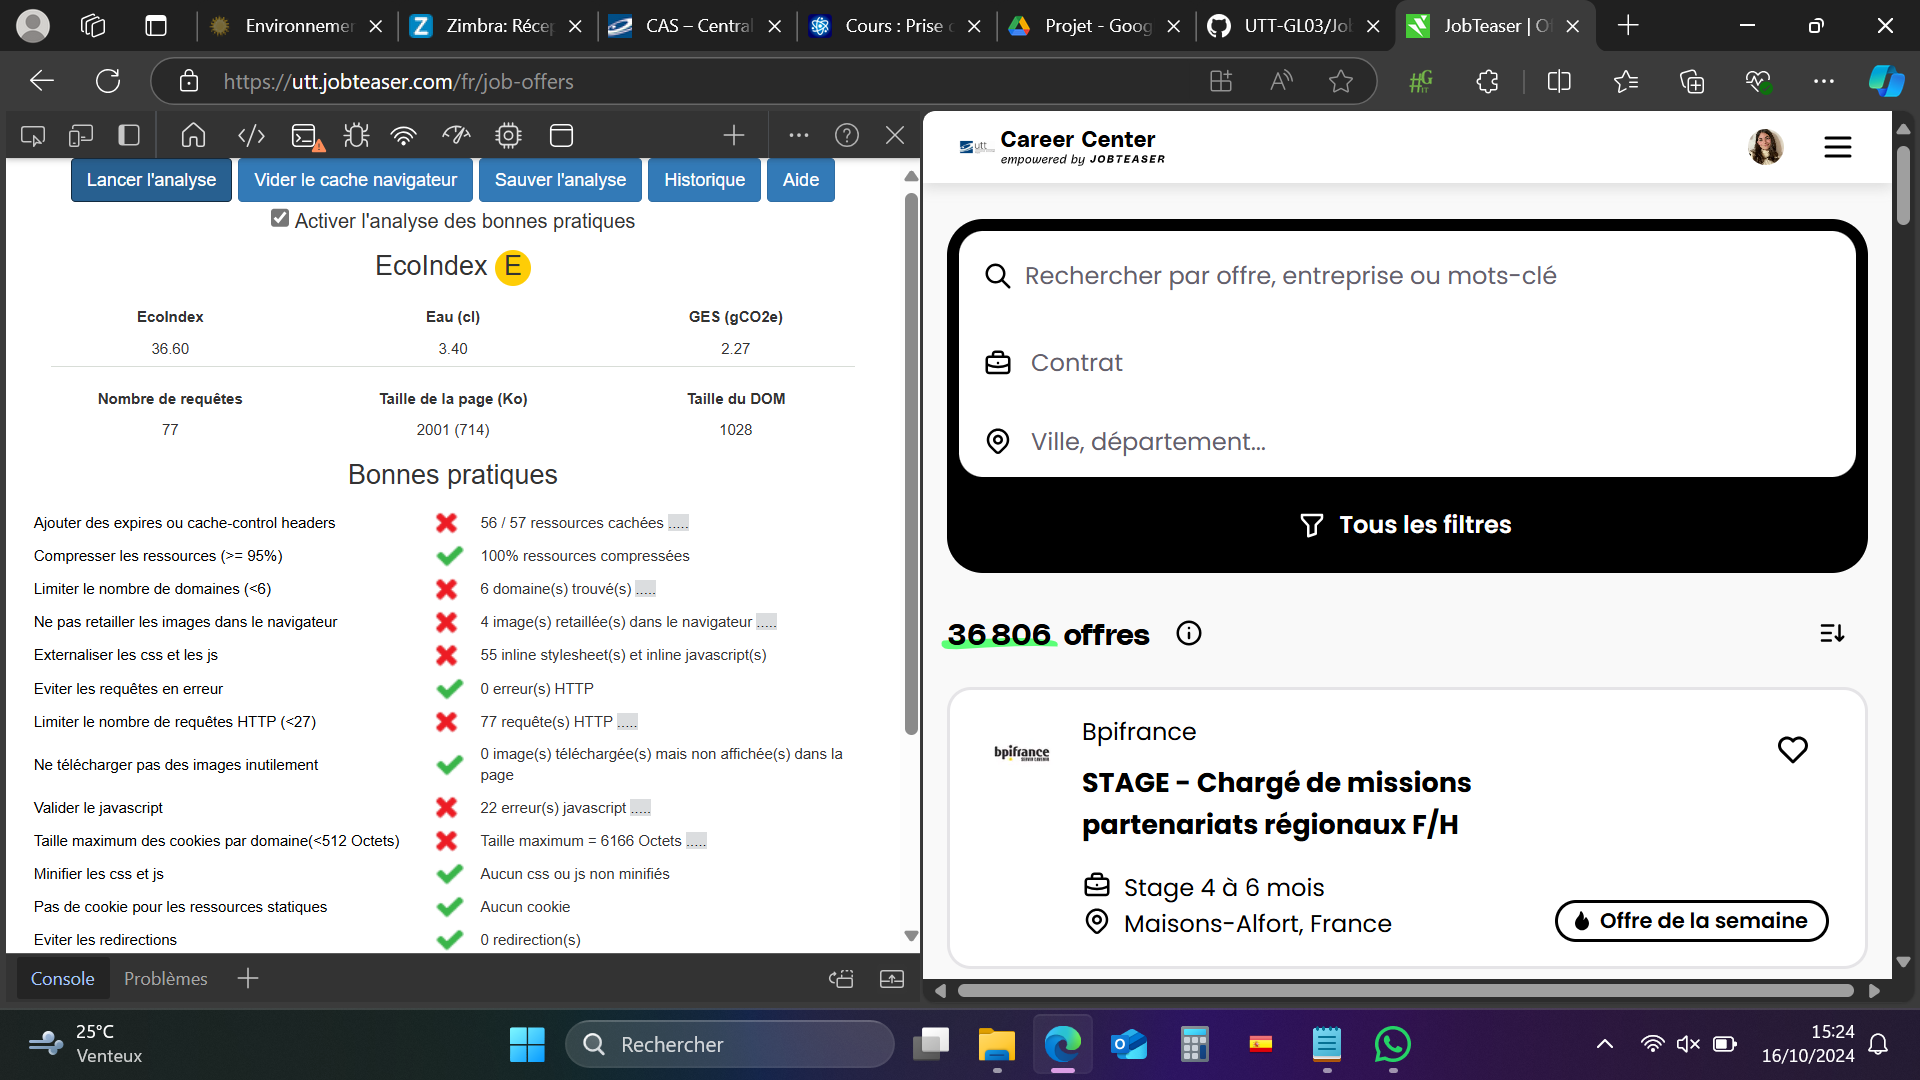 Environnemer
Zimbra: Récep
CAS – Central
Cours : Prise d
Projet - Goog
UTT-GL03/Job
JobTeaser | Of
https://utt.jobteaser.com/fr/job-offers
Lancer l'analyse
Vider le cache navigateur
Sauver l'analyse
Historique
Aide
Activer l'analyse des bonnes pratiques
EcoIndex E
EcoIndex
Eau (cl)
GES (gCO2e)
36.60
3.40
2.27
Nombre de requêtes
Taille de la page (Ko)
Taille du DOM
77
2001 (714)
1028
Bonnes pratiques
Ajouter des expires ou cache-control headers
56 / 57 ressources cachées .....
Compresser les ressources (>= 95%)
100% ressources compressées
Limiter le nombre de domaines (<6)
6 domaine(s) trouvé(s) .....
Ne pas retailler les images dans le navigateur
4 image(s) retaillée(s) dans le navigateur .....
Externaliser les css et les js
55 inline stylesheet(s) et inline javascript(s)
Eviter les requêtes en erreur
0 erreur(s) HTTP
Limiter le nombre de requêtes HTTP (<27)
77 requête(s) HTTP .....
Ne télécharger pas des images inutilement
0 image(s) téléchargée(s) mais non affichée(s) dans la
page
Valider le javascript
22 erreur(s) javascript .....
Taille maximum des cookies par domaine(<512 Octets)
Taille maximum = 6166 Octets .....
Minifier les css et js
Aucun css ou js non minifiés
Pas de cookie pour les ressources statiques
Aucun cookie
Eviter les redirections
0 redirection(s)
Console
Problèmes
utt
Career Center
empowered by JOBTEASER
Rechercher par offre, entreprise ou mots-clé
Contrat
Ville, département...
Tous les filtres
36 806 offres
bpifrance
Bpifrance
STAGE - Chargé de missions
partenariats régionaux F/H
Stage 4 à 6 mois
Maisons-Alfort, France
Offre de la semaine
25°C
Venteux
Rechercher
15:24
16/10/2024